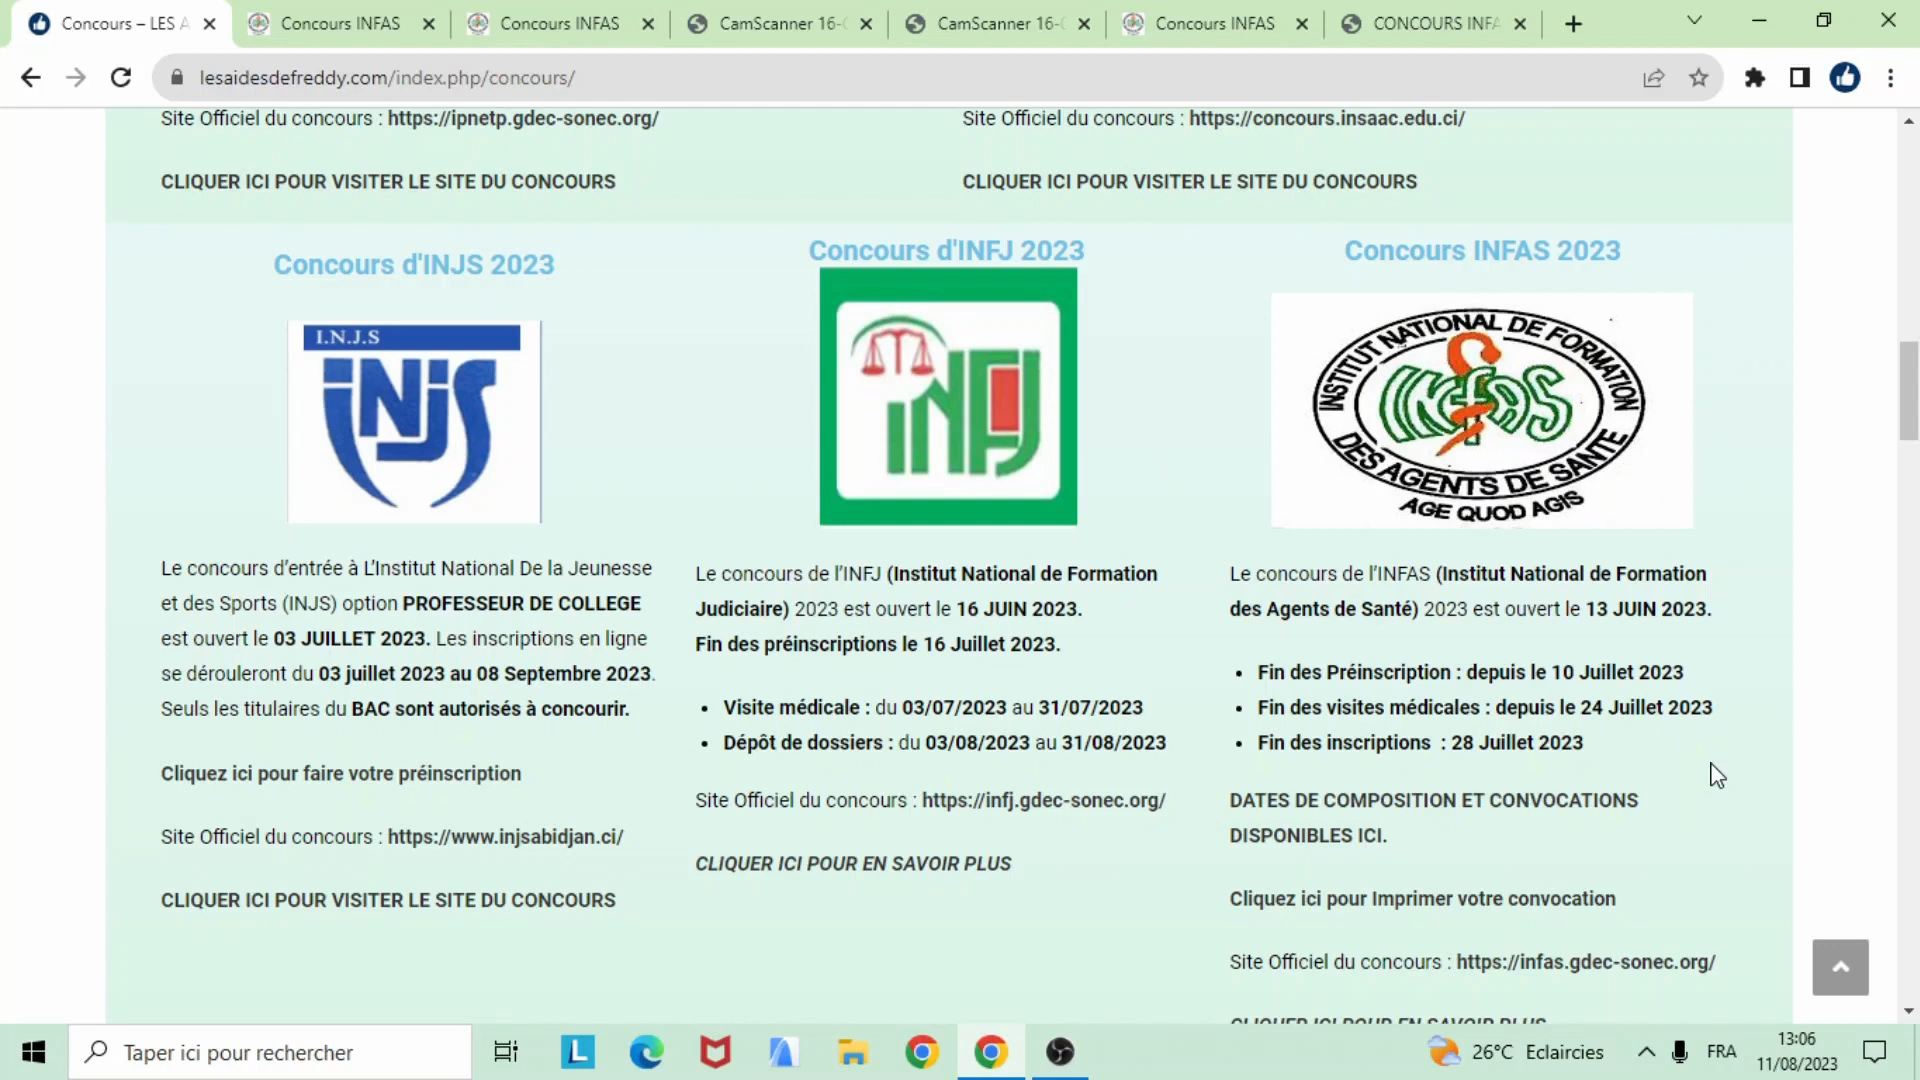 Concours – LES A
Concours INFAS
Concours INFAS
CamScanner 16-
CamScanner 16-
Concours INFAS
CONCOURS INFA
lesaidesdefreddy.com/index.php/concours/
Site Officiel du concours : https://ipnetp.gdec-sonec.org/
CLIQUER ICI POUR VISITER LE SITE DU CONCOURS
Site Officiel du concours : https://concours.insaac.edu.ci/
CLIQUER ICI POUR VISITER LE SITE DU CONCOURS
Concours d'INJS 2023
I.N.J.S
INJS
Le concours d’entrée à L’Institut National De la Jeunesse
et des Sports (INJS) option PROFESSEUR DE COLLEGE
est ouvert le 03 JUILLET 2023. Les inscriptions en ligne
se dérouleront du 03 juillet 2023 au 08 Septembre 2023.
Seuls les titulaires du BAC sont autorisés à concourir.
Cliquez ici pour faire votre préinscription
Site Officiel du concours : https://www.injsabidjan.ci/
CLIQUER ICI POUR VISITER LE SITE DU CONCOURS
Concours d'INFJ 2023
INFJ
Le concours de l’INFJ (Institut National de Formation
Judiciaire) 2023 est ouvert le 16 JUIN 2023.
Fin des préinscriptions le 16 Juillet 2023.
• Visite médicale : du 03/07/2023 au 31/07/2023
• Dépôt de dossiers : du 03/08/2023 au 31/08/2023
Site Officiel du concours : https://infj.gdec-sonec.org/
CLIQUER ICI POUR EN SAVOIR PLUS
Concours INFAS 2023
INSTITUT NATIONAL DE FORMATION
INFAS
DES AGENTS DE SANTE
AGE QUOD AGIS
Le concours de l’INFAS (Institut National de Formation
des Agents de Santé) 2023 est ouvert le 13 JUIN 2023.
• Fin des Préinscription : depuis le 10 Juillet 2023
• Fin des visites médicales : depuis le 24 Juillet 2023
• Fin des inscriptions : 28 Juillet 2023
DATES DE COMPOSITION ET CONVOCATIONS
DISPONIBLES ICI.
Cliquez ici pour Imprimer votre convocation
Site Officiel du concours : https://infas.gdec-sonec.org/
CLIQUER ICI POUR EN SAVOIR PLUS
Taper ici pour rechercher
L
26°C Eclaircies
FRA
13:06
11/08/2023